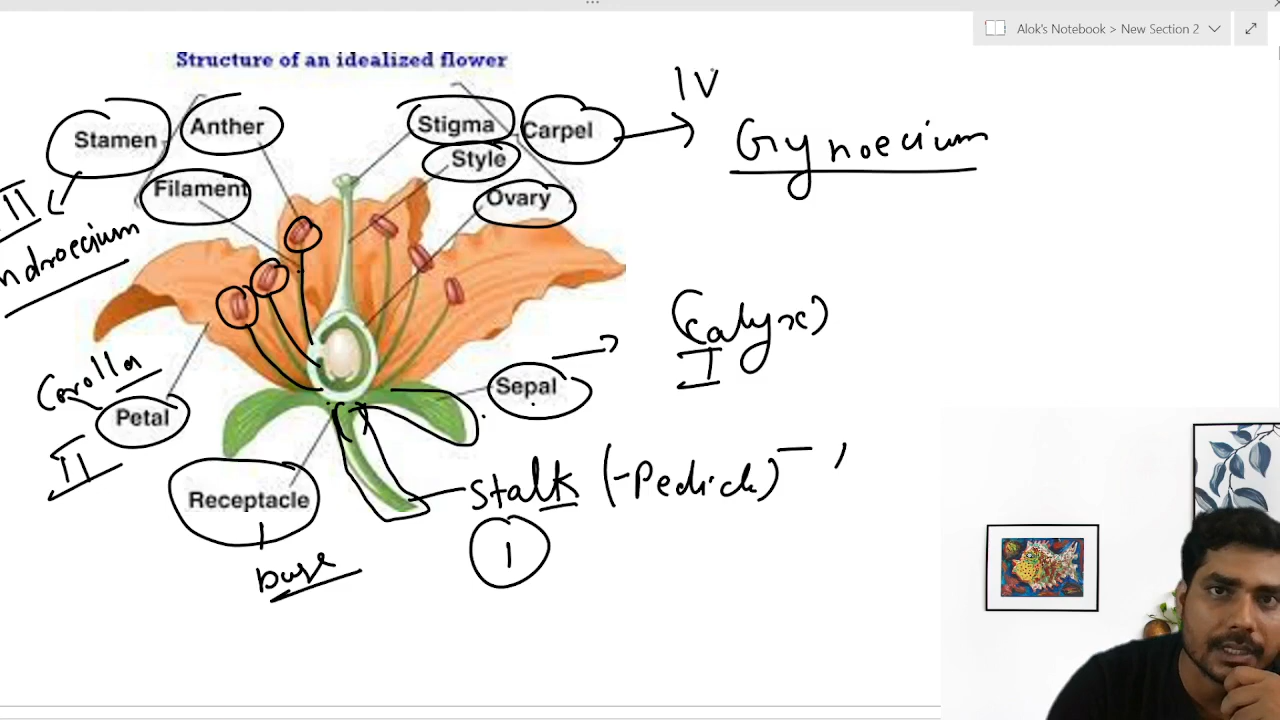 Alok's Notebook > New Section 2
Structure of an idealized flower
IV
Stamen
Anther
Stigma
Carpel
Gynoecium
Style
Filament
Ovary
II
ndroecium
(Calyx)
I
Corolla
Sepal
Petal
II
Receptacle
Stalk (-Pedicle)
1
base